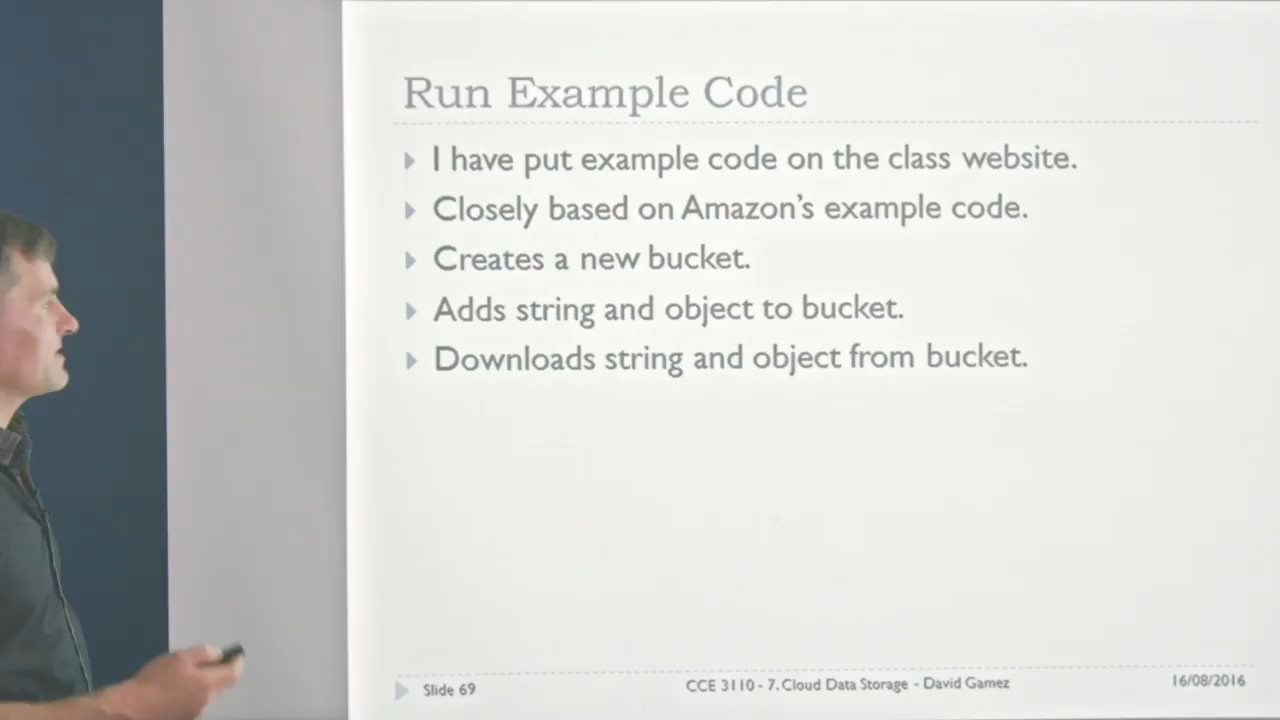 Run Example Code
I have put example code on the class website.
Closely based on Amazon's example code.
Creates a new bucket.
Adds string and object to bucket.
Downloads string and object from bucket.
Slide 69
CCE 3110 - 7. Cloud Data Storage - David Gamez
16/08/2016